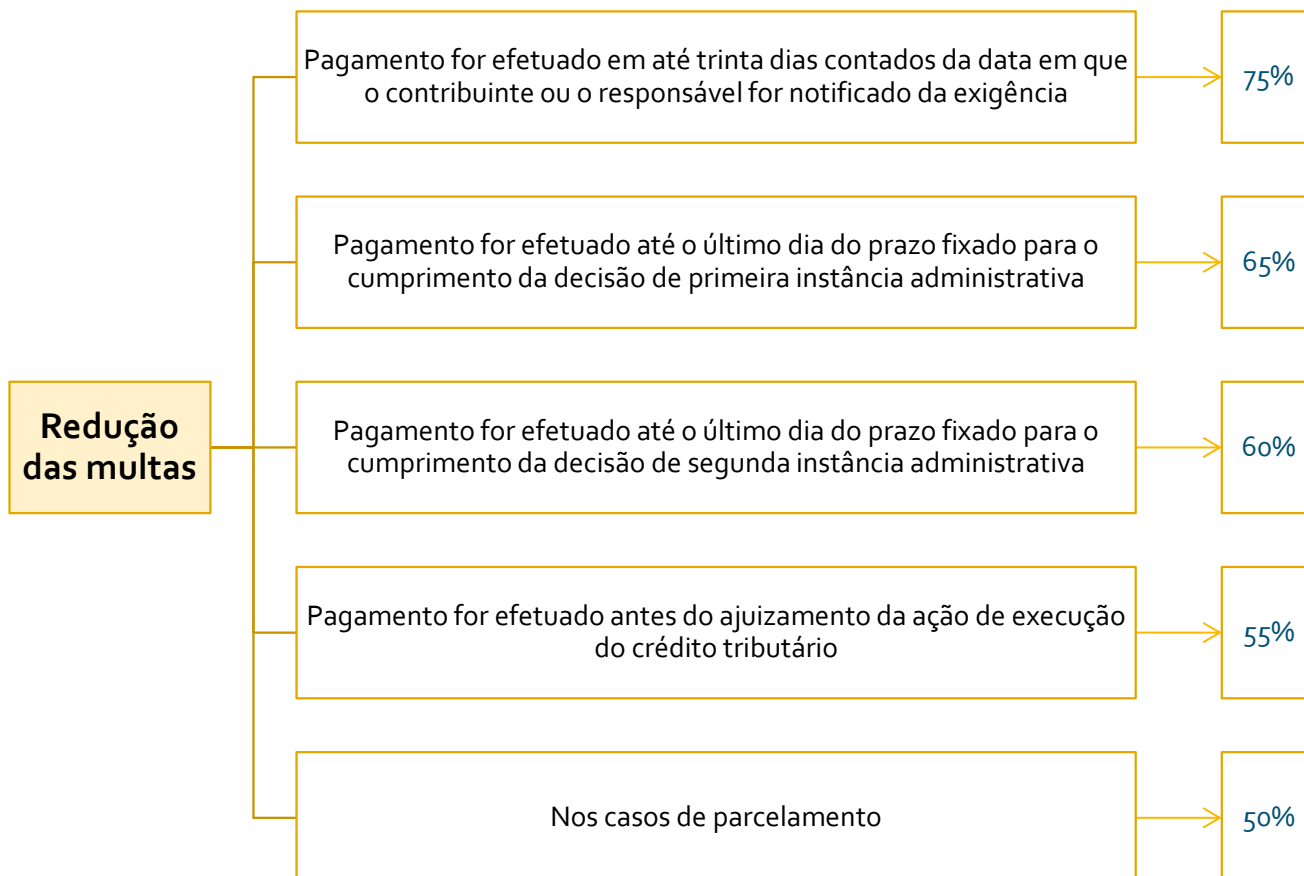 Pagamento for efetuado em até trinta dias contados da data em que
o contribuinte ou o responsável for notificado da exigência
75%
Pagamento for efetuado até o último dia do prazo fixado para o
cumprimento da decisão de primeira instância administrativa
65%
Redução
das multas
Pagamento for efetuado até o último dia do prazo fixado para o
cumprimento da decisão de segunda instância administrativa
60%
Pagamento for efetuado antes do ajuizamento da ação de execução
do crédito tributário
55%
Nos casos de parcelamento
50%